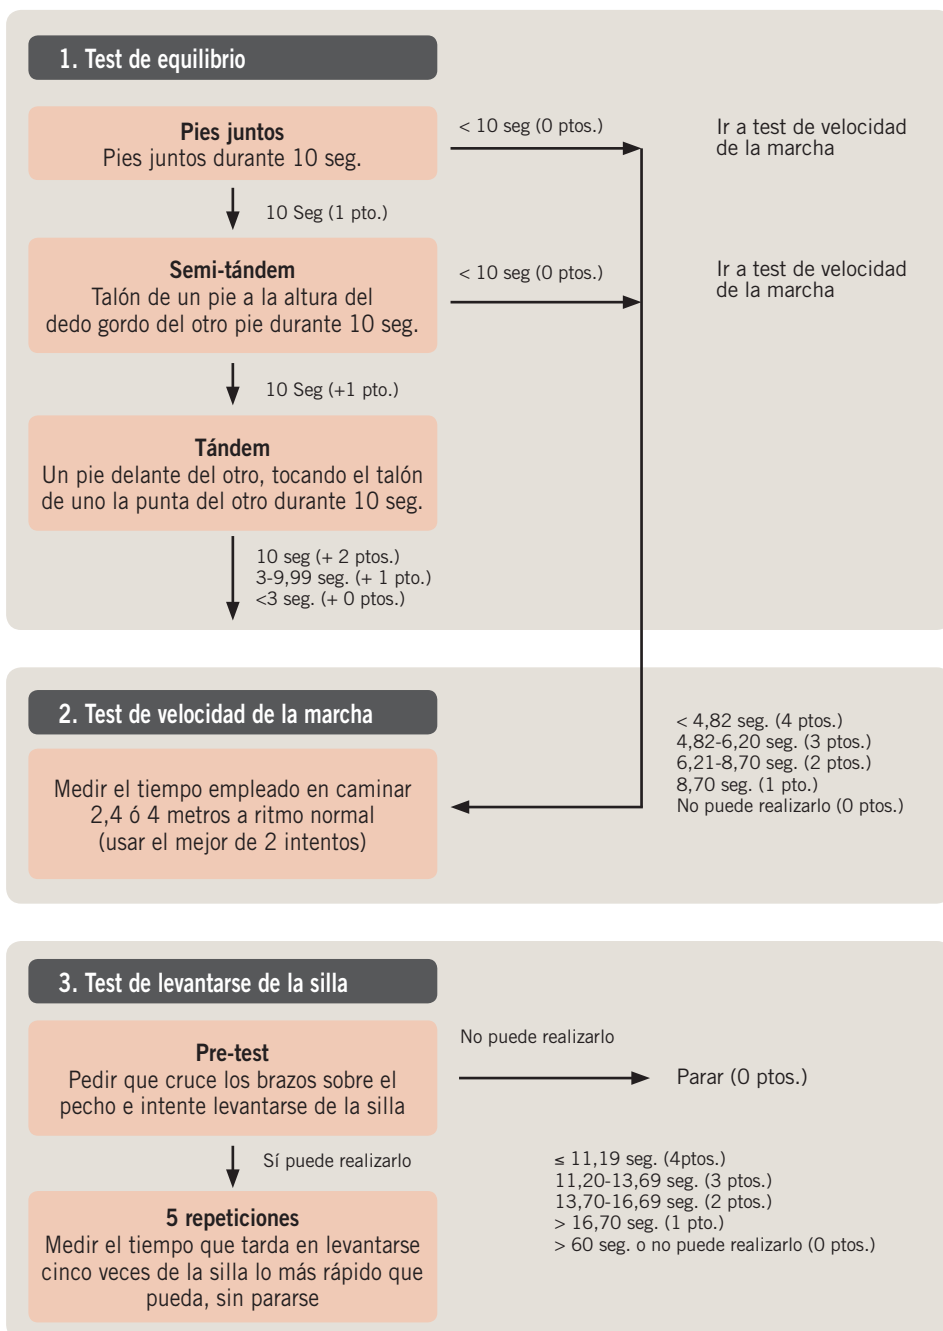 1. Test de equilibrio
Pies juntos
Pies juntos durante 10 seg.
< 10 seg (0 ptos.)
Ir a test de velocidad
de la marcha
10 Seg (1 pto.)
Semi-tándem
Talón de un pie a la altura del
dedo gordo del otro pie durante 10 seg.
< 10 seg (0 ptos.)
Ir a test de velocidad
de la marcha
10 Seg (+1 pto.)
Tándem
Un pie delante del otro, tocando el talón
de uno la punta del otro durante 10 seg.
10 seg (+ 2 ptos.)
3-9,99 seg. (+ 1 pto.)
<3 seg. (+ 0 ptos.)
2. Test de velocidad de la marcha
Medir el tiempo empleado en caminar
2,4 ó 4 metros a ritmo normal
(usar el mejor de 2 intentos)
< 4,82 seg. (4 ptos.)
4,82-6,20 seg. (3 ptos.)
6,21-8,70 seg. (2 ptos.)
8,70 seg. (1 pto.)
No puede realizarlo (0 ptos.)
3. Test de levantarse de la silla
Pre-test
Pedir que cruce los brazos sobre el
pecho e intente levantarse de la silla
No puede realizarlo
Parar (0 ptos.)
Sí puede realizarlo
5 repeticiones
Medir el tiempo que tarda en levantarse
cinco veces de la silla lo más rápido que
pueda, sin pararse
≤ 11,19 seg. (4ptos.)
11,20-13,69 seg. (3 ptos.)
13,70-16,69 seg. (2 ptos.)
> 16,70 seg. (1 pto.)
> 60 seg. o no puede realizarlo (0 ptos.)